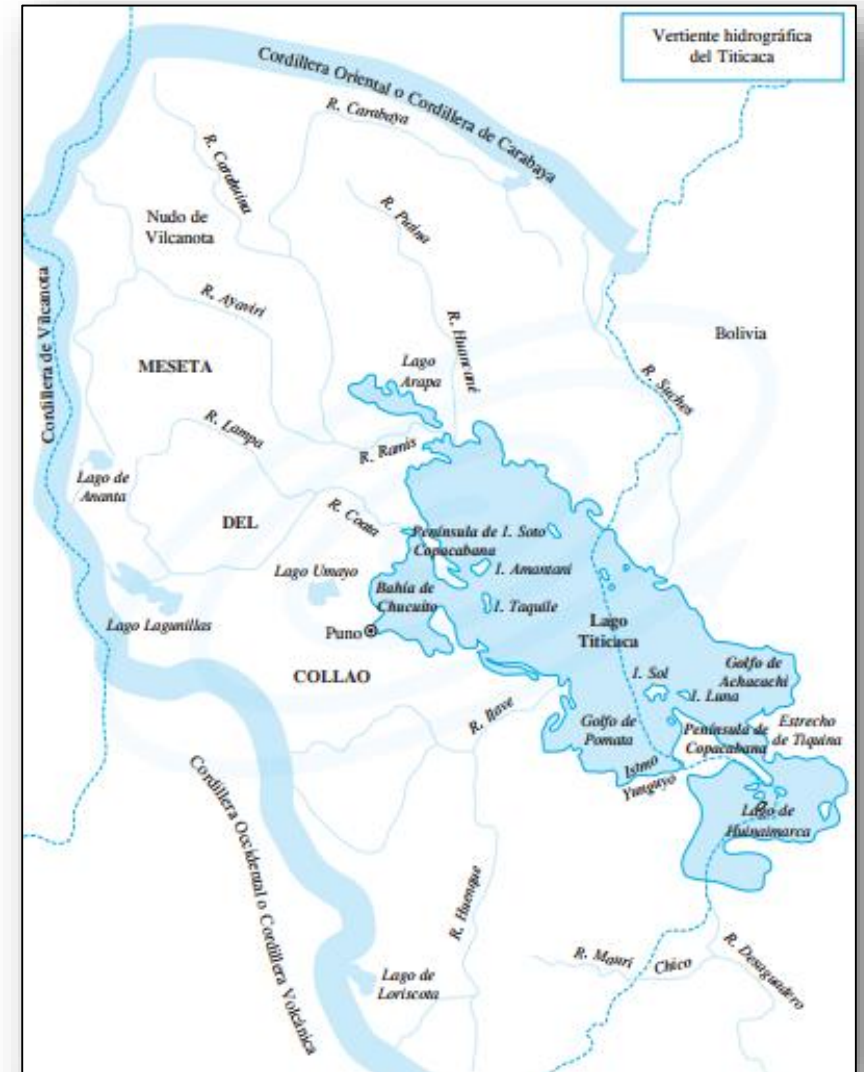 Vertiente hidrográfica
del Titicaca
Cordillera Oriental o Cordillera de Carabaya
R. Carabaya
R. Carabaina
R. Putina
Nudo de
Vilcanota
Cordillera de Vilcanota
R. Ayaviri
Bolivia
R. Huancané
MESETA
Lago
Arapa
R. Suches
R. Lampa
R. Ramis
Lago de
Ananta
DEL
R. Coata
Península de
Copacabana
I. Soto
Lago Umayo
I. Amantani
Bahía de
Chucuito
I. Taquile
Lago Lagunillas
Puno
Lago
Titicaca
COLLAO
I. Sol
Golfo de
Achacachi
I. Luna
R. Ilave
Golfo de
Pomata
Península de
Copacabana
Estrecho
de Tiquina
Istmo
Yunguyo
Lago de
Huinaimarca
Cordillera Occidental o Cordillera Volcánica
R. Huenque
R. Mauri Chico
R. Desaguadero
Lago de
Loriscota